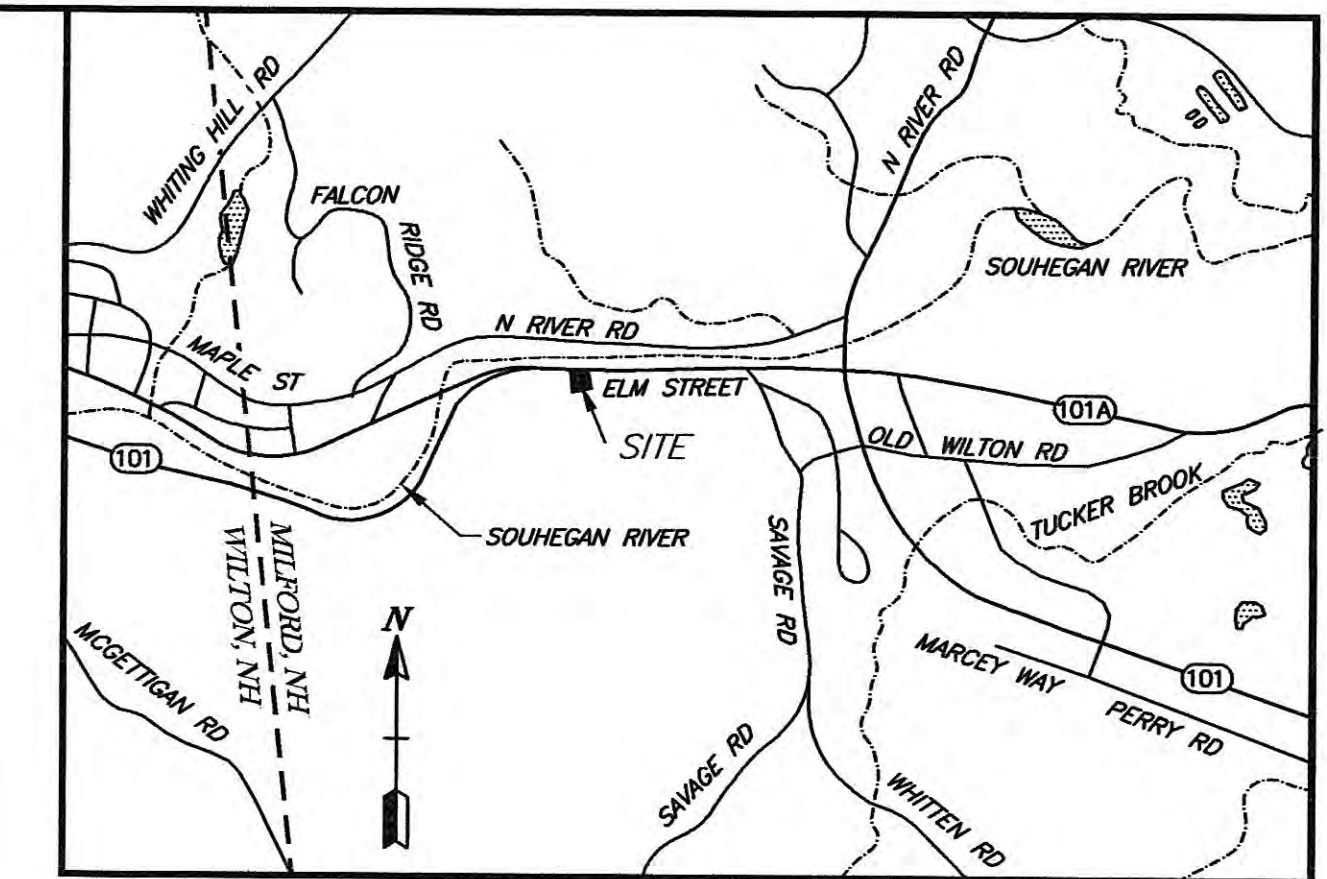 WHITING HILL RD
N RIVER RD
FALCON
RIDGE RD
SOUHEGAN RIVER
N RIVER RD
MAPLE ST
ELM STREET
101A
SITE
OLD WILTON RD
101
TUCKER BROOK
SOUHEGAN RIVER
SAVAGE RD
MILFORD, NH
WILTON, NH
N
MCGETTIGAN RD
MARCEY WAY
101
PERRY RD
SAVAGE RD
WHITTEN RD